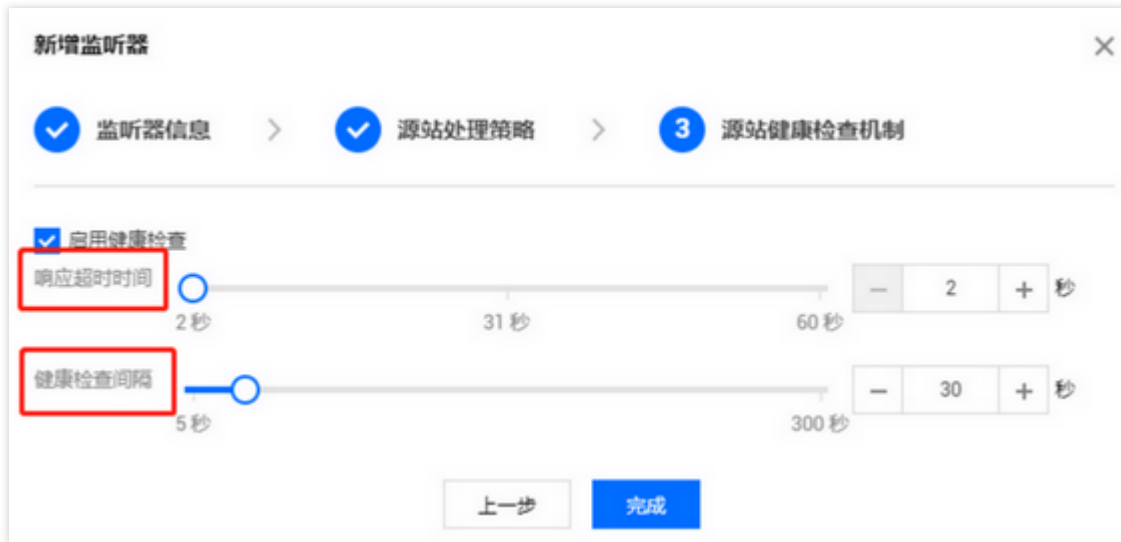 新增监听器
监听器信息 > 源站处理策略 > 3 源站健康检查机制
启用健康检查
响应超时时间 2 秒
2 秒 31 秒 60 秒
健康检查间隔 30 秒
5 秒 300 秒
上一步 完成